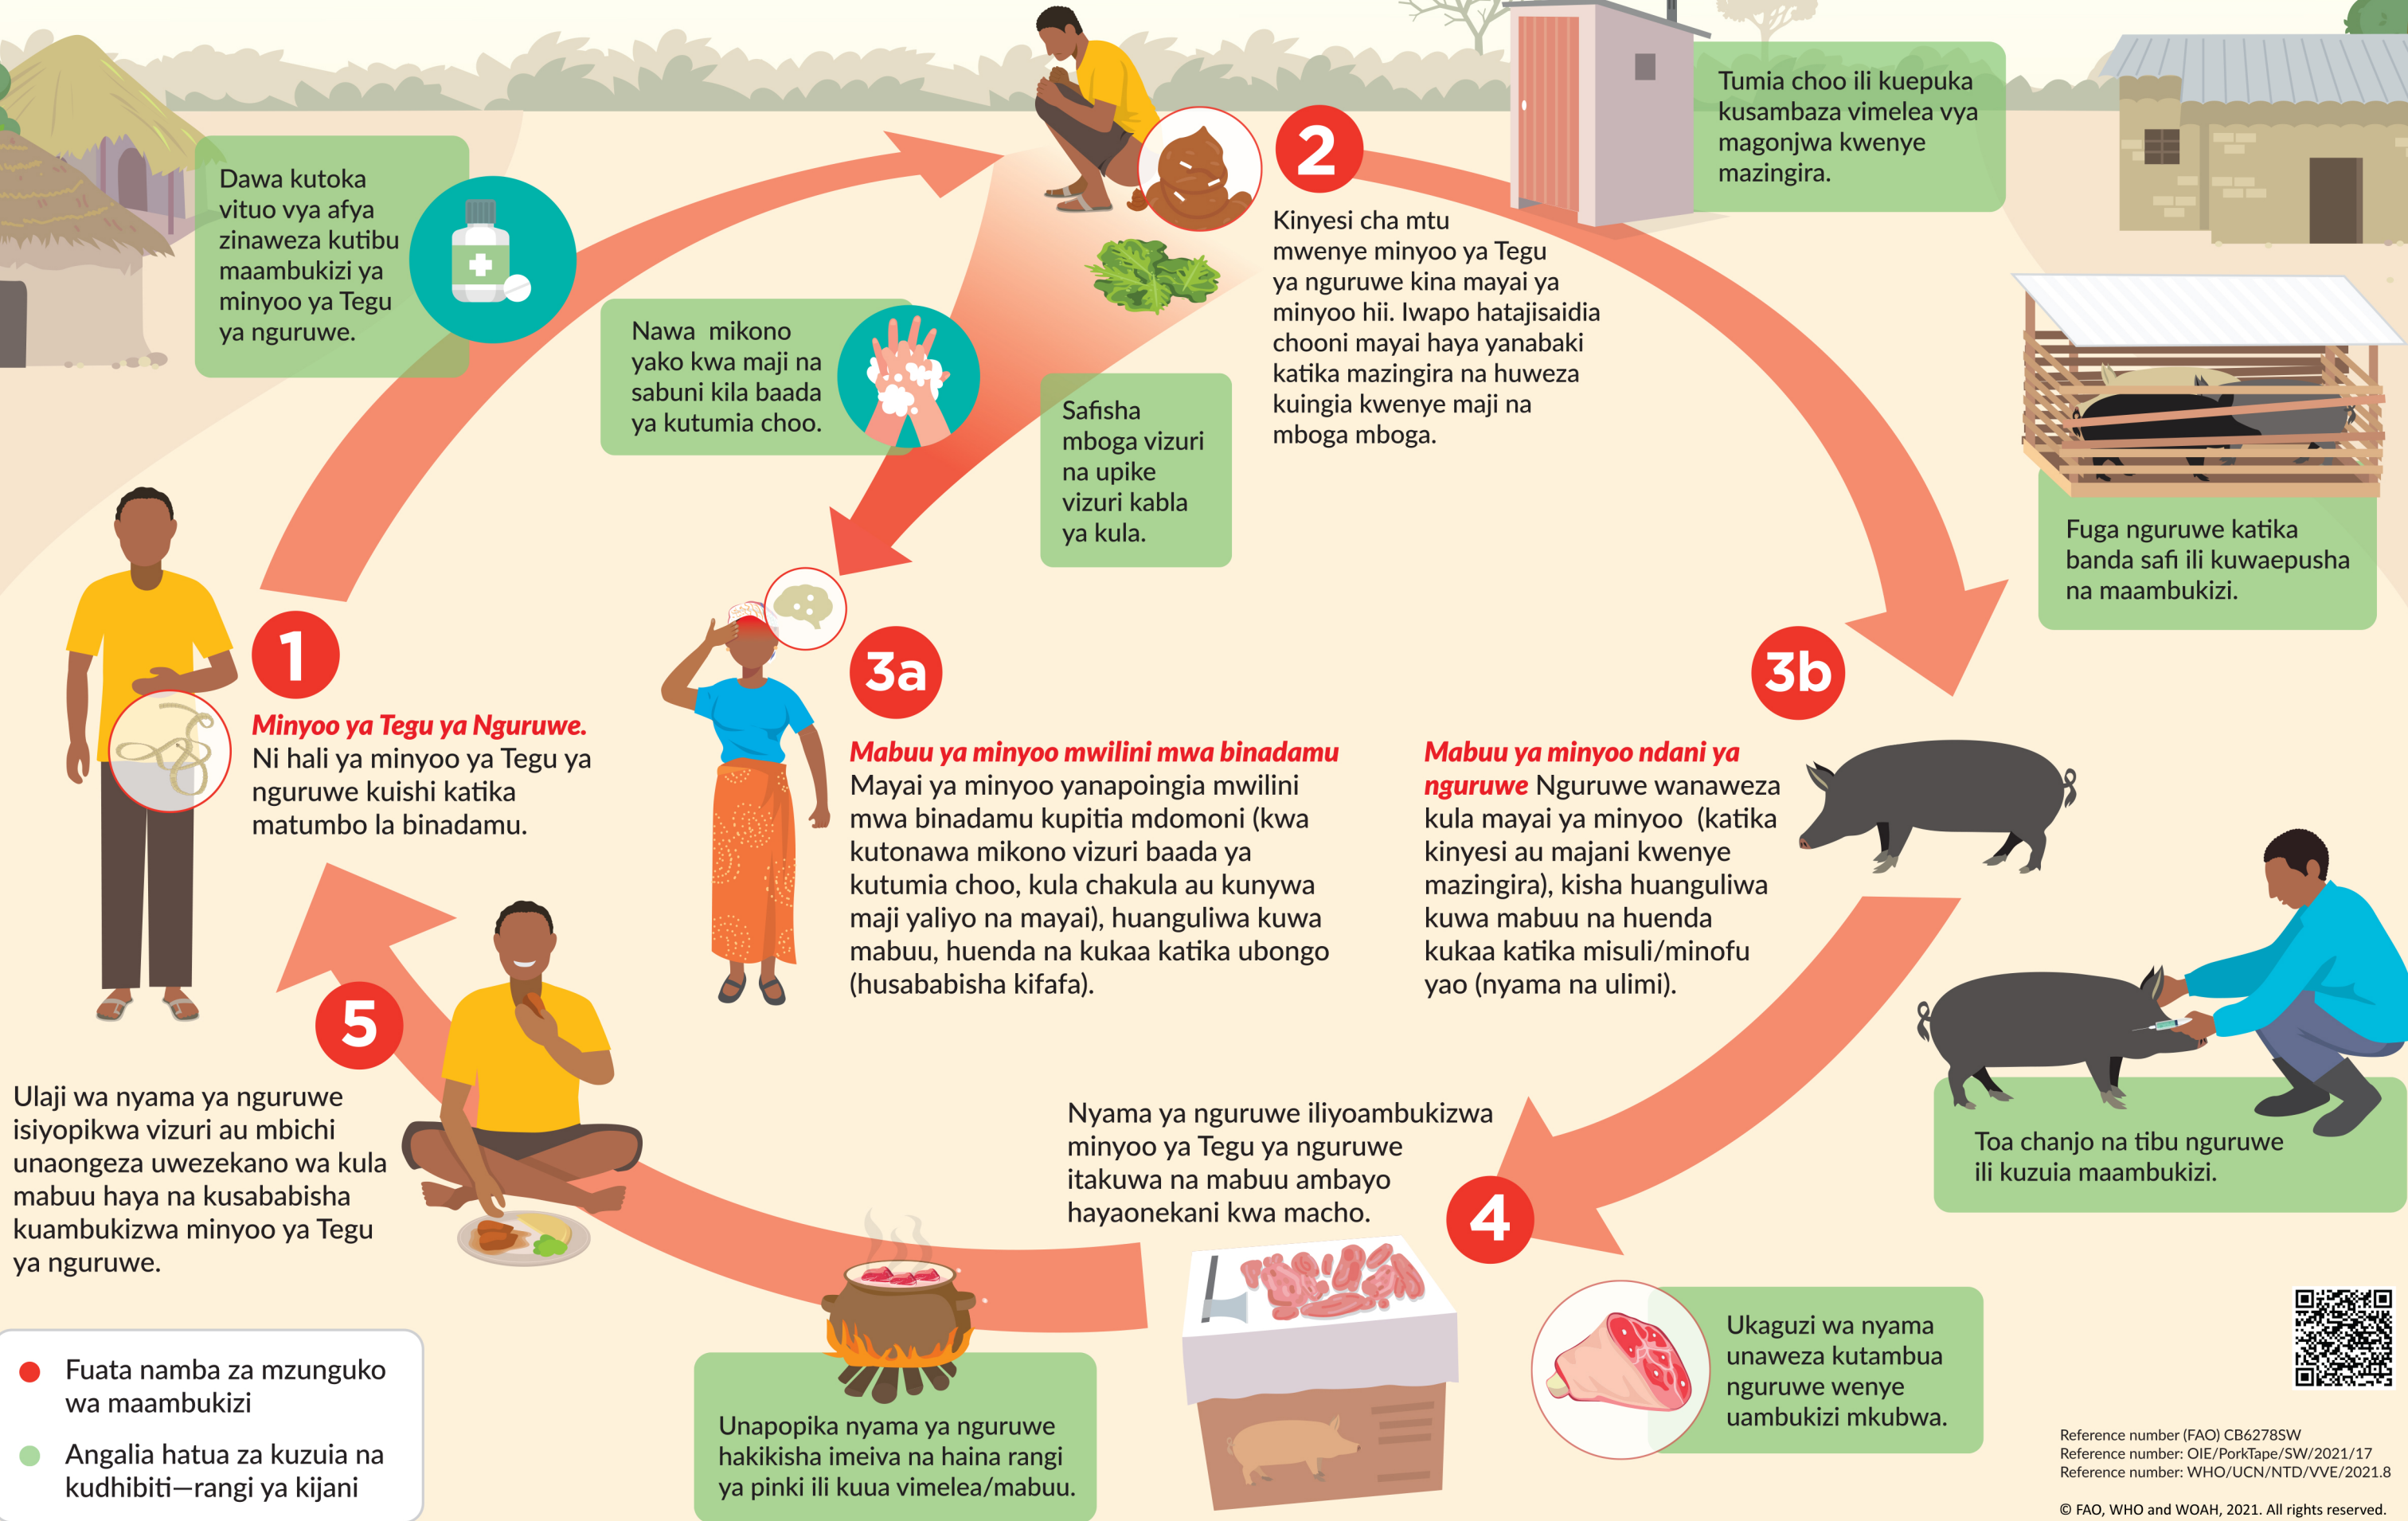 Dawa kutoka
vituo vya afya
zinaweza kutibu
maambukizi ya
minyoo ya Tegu
ya nguruwe.
Nawa mikono
yako kwa maji na
sabuni kila baada
ya kutumia choo.
Safisha
mboga vizuri
na upike
vizuri kabla
ya kula.
2
Kinyesi cha mtu
mwenye minyoo ya Tegu
ya nguruwe kina mayai ya
minyoo hii. Iwapo hatajisaidia
chooni mayai haya yanabaki
katika mazingira na huweza
kuingia kwenye maji na
mboga mboga.
Tumia choo ili kuepuka
kusambaza vimelea vya
magonjwa kwenye
mazingira.
Fuga nguruwe katika
banda safi ili kuwaepusha
na maambukizi.
1
Minyoo ya Tegu ya Nguruwe.
Ni hali ya minyoo ya Tegu ya
nguruwe kuishi katika
matumbo la binadamu.
3a
Mabuu ya minyoo mwilini mwa binadamu
Mayai ya minyoo yanapoingia mwilini
mwa binadamu kupitia mdomoni (kwa
kutonawa mikono vizuri baada ya
kutumia choo, kula chakula au kunywa
maji yaliyo na mayai), huanguliwa kuwa
mabuu, huenda na kukaa katika ubongo
(husababisha kifafa).
3b
Mabuu ya minyoo ndani ya
nguruwe Nguruwe wanaweza
kula mayai ya minyoo (katika
kinyesi au majani kwenye
mazingira), kisha huanguliwa
kuwa mabuu na huenda
kukaa katika misuli/minofu
yao (nyama na ulimi).
Toa chanjo na tibu nguruwe
ili kuzuia maambukizi.
4
Nyama ya nguruwe iliyoambukizwa
minyoo ya Tegu ya nguruwe
itakuwa na mabuu ambayo
hayaonekani kwa macho.
Ukaguzi wa nyama
unaweza kutambua
nguruwe wenye
uambukizi mkubwa.
Unapopika nyama ya nguruwe
hakikisha imeiva na haina rangi
ya pinki ili kuua vimelea/mabuu.
5
Ulaji wa nyama ya nguruwe
isiyopikwa vizuri au mbichi
unaongeza uwezekano wa kula
mabuu haya na kusababisha
kuambukizwa minyoo ya Tegu
ya nguruwe.
Fuata namba za mzunguko
wa maambukizi
Angalia hatua za kuzuia na
kudhibiti—rangi ya kijani
Reference number (FAO) CB6278SW
Reference number: OIE/PorkTape/SW/2021/17
Reference number: WHO/UCN/NTD/VVE/2021.8
© FAO, WHO and WOAH, 2021. All rights reserved.